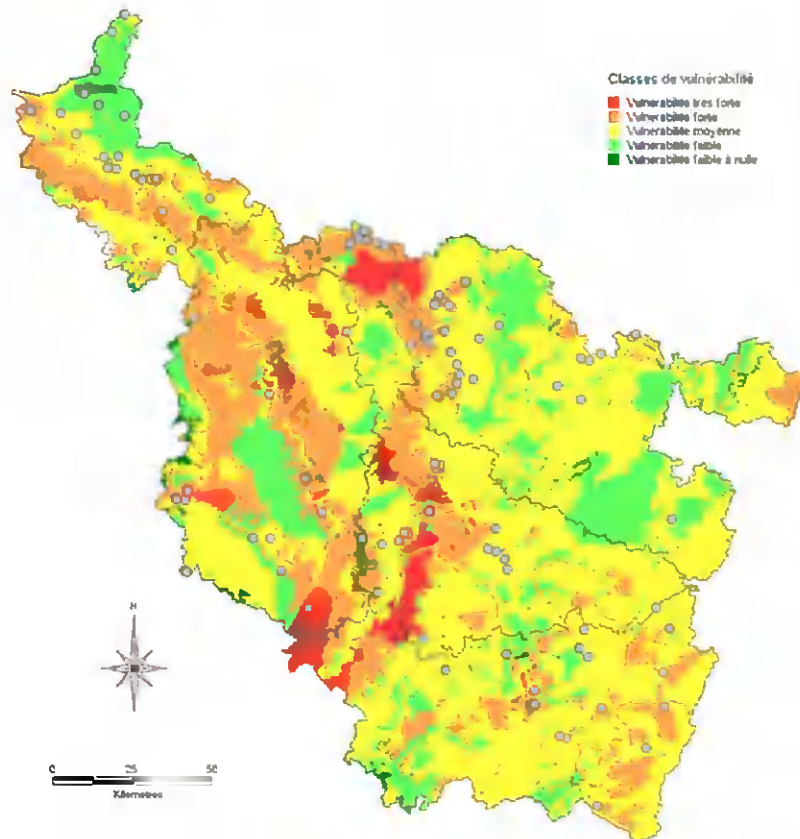 Classes de vulnérabilité
Vulnérabilité très forte
Vulnérabilité forte
Vulnérabilité moyenne
Vulnérabilité faible
Vulnérabilité faible à nulle
N
0 25 50
Kilomètres